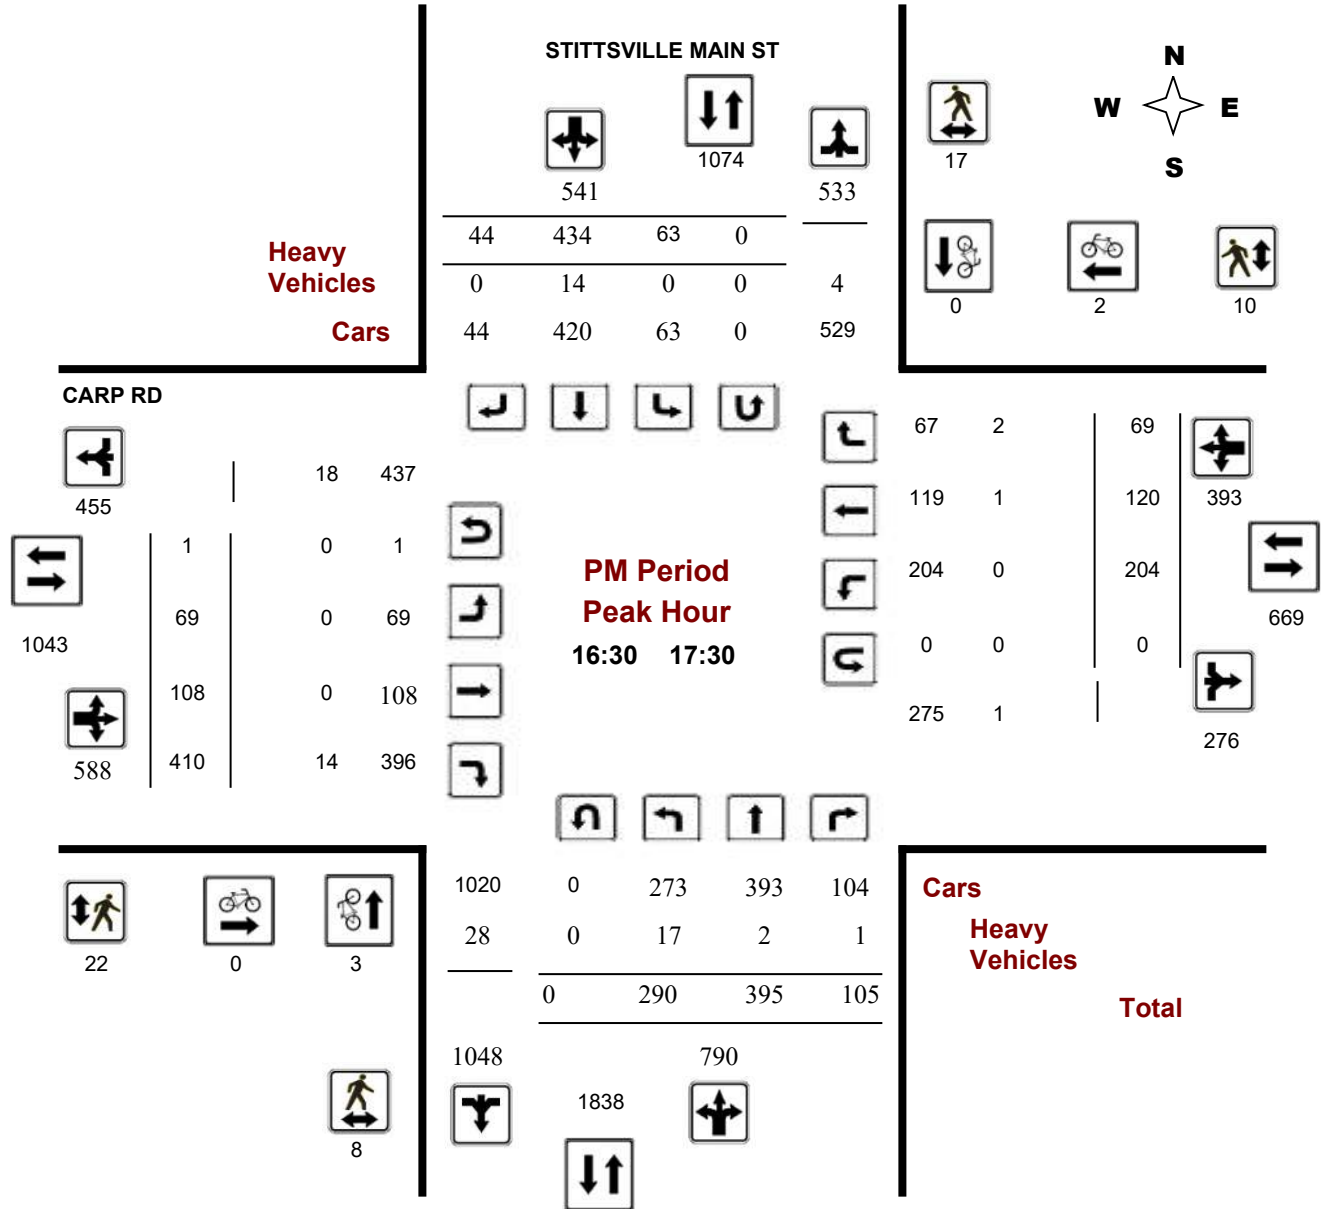 STITTSVILLE MAIN ST
N
W E
S
1074
17
541 533
44 434 63 0
Heavy
Vehicles 0 14 0 0 4
Cars 44 420 63 0 529
0 2 10
CARP RD
67 2 69
18 437
455
119 1 120 393
1 0 1
PM Period
204 0 204
Peak Hour
69 0 69
669
1043
16:30 17:30
0 0 0
108 0 108
275 1
276
588 410 14 396
1020 0 273 393 104 Cars
28 0 17 2 1 Heavy
Vehicles
22 0 3
0 290 395 105 Total
1048 790
1838
8